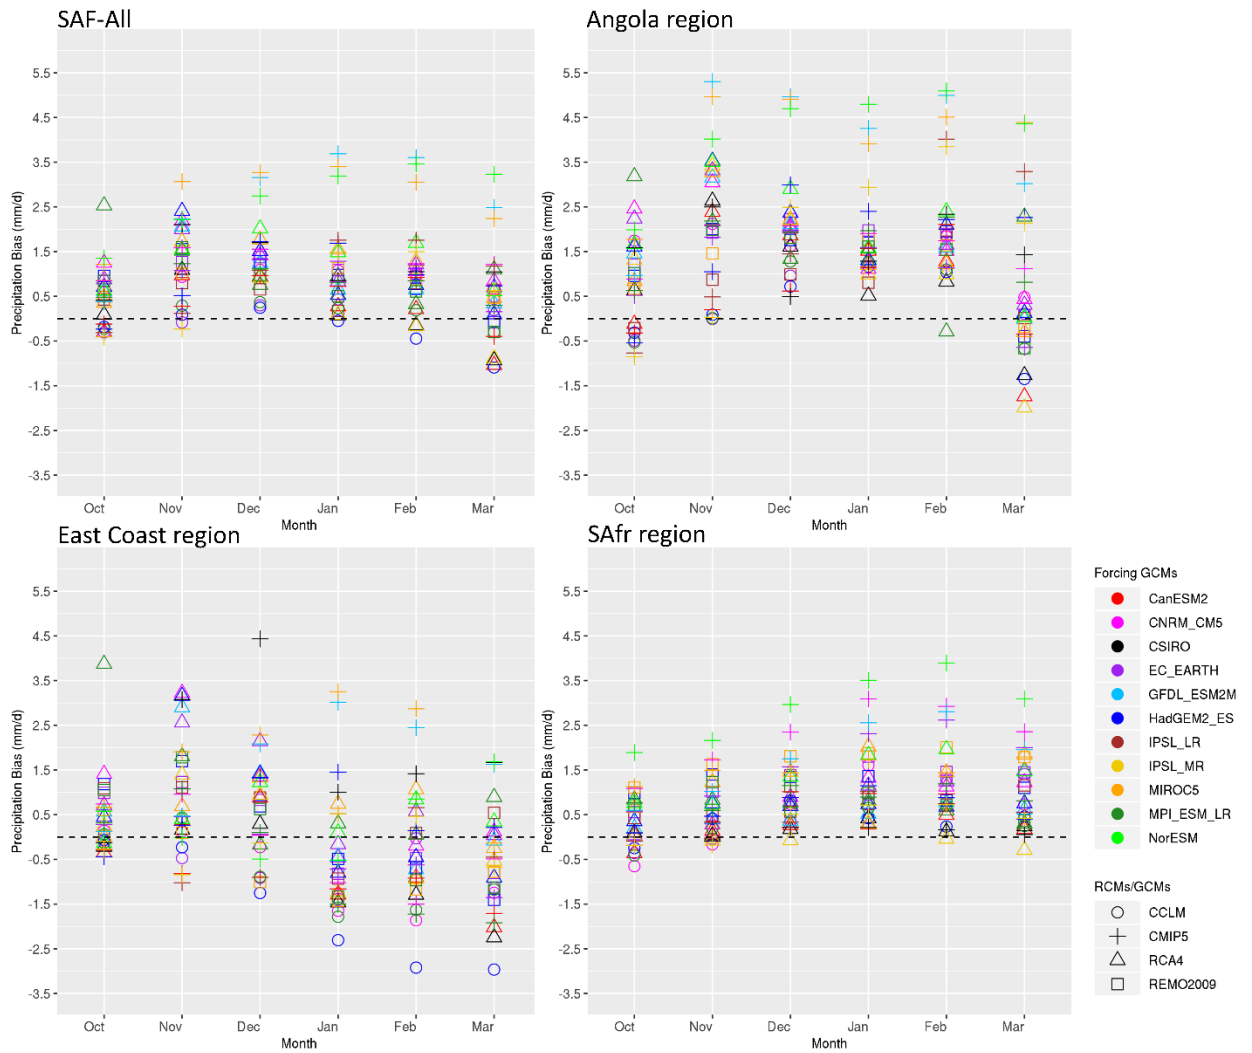 SAF-All
Precipitation Bias (mm/d)
5.5
4.5
3.5
2.5
1.5
0.5
-0.5
-1.5
-2.5
-3.5
Oct Nov Dec Jan Feb Mar
Month
Angola region
Precipitation Bias (mm/d)
5.5
4.5
3.5
2.5
1.5
0.5
-0.5
-1.5
-2.5
-3.5
Oct Nov Dec Jan Feb Mar
Month
East Coast region
Precipitation Bias (mm/d)
5.5
4.5
3.5
2.5
1.5
0.5
-0.5
-1.5
-2.5
-3.5
Oct Nov Dec Jan Feb Mar
Month
SAfr region
Precipitation Bias (mm/d)
5.5
4.5
3.5
2.5
1.5
0.5
-0.5
-1.5
-2.5
-3.5
Oct Nov Dec Jan Feb Mar
Month
Forcing GCMs
CanESM2
CNRM_CM5
CSIRO
EC_EARTH
GFDL_ESM2M
HadGEM2_ES
IPSL_LR
IPSL_MR
MIROC5
MPI_ESM_LR
NorESM
RCMs/GCMs
CCLM
CMIP5
RCA4
REMO2009